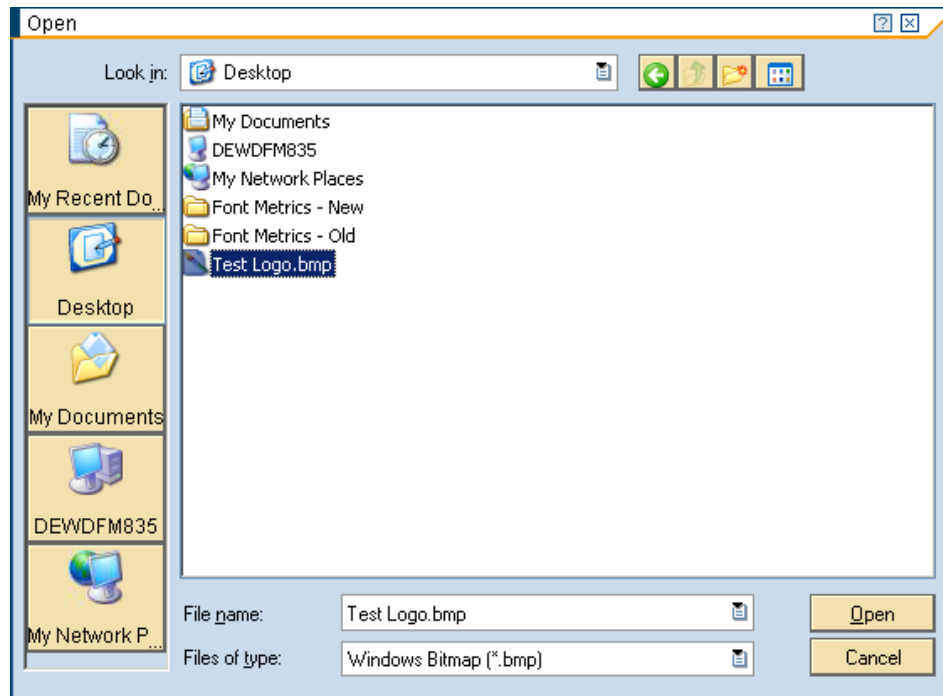 Open
Look in:
Desktop
My Recent Do...
Desktop
My Documents
DEWDFM835
My Network P...
My Documents
DEWDFM835
My Network Places
Font Metrics - New
Font Metrics - Old
Test Logo.bmp
File name:
Test Logo.bmp
Open
Files of type:
Windows Bitmap (*.bmp)
Cancel